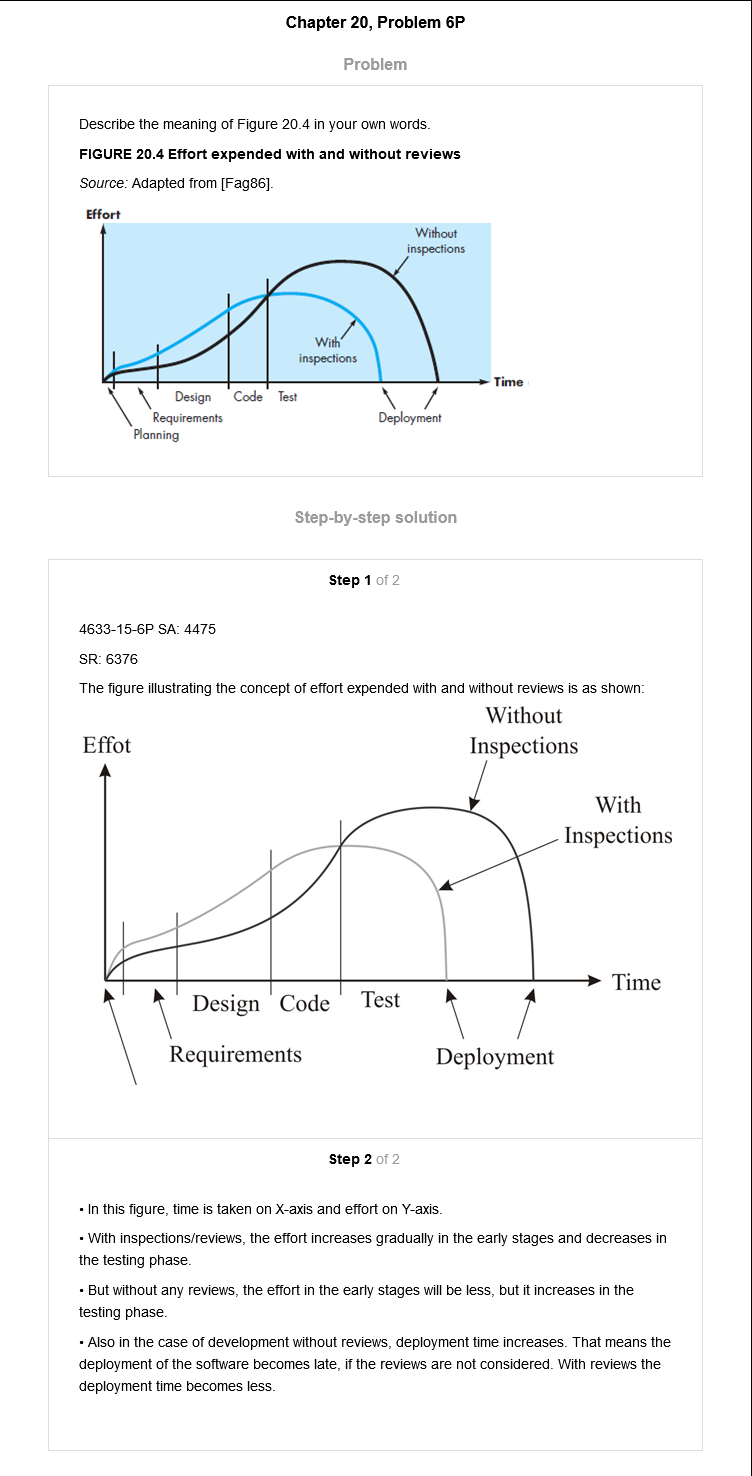 Chapter 20, Problem 6P
Problem
Describe the meaning of Figure 20.4 in your own words.
FIGURE 20.4 Effort expended with and without reviews
Source: Adapted from [Fag86].
Effort
Without
inspections
With
inspections
Time
Design
Code
Test
Requirements
Deployment
Planning
Step-by-step solution
Step 1 of 2
4633-15-6P SA: 4475
SR: 6376
The figure illustrating the concept of effort expended with and without reviews is as shown:
Without
Inspections
Effot
With
Inspections
Time
Design
Code
Test
Requirements
Deployment
Step 2 of 2
• In this figure, time is taken on X-axis and effort on Y-axis.
• With inspections/reviews, the effort increases gradually in the early stages and decreases in
the testing phase.
• But without any reviews, the effort in the early stages will be less, but it increases in the
testing phase.
• Also in the case of development without reviews, deployment time increases. That means the
deployment of the software becomes late, if the reviews are not considered. With reviews the
deployment time becomes less.